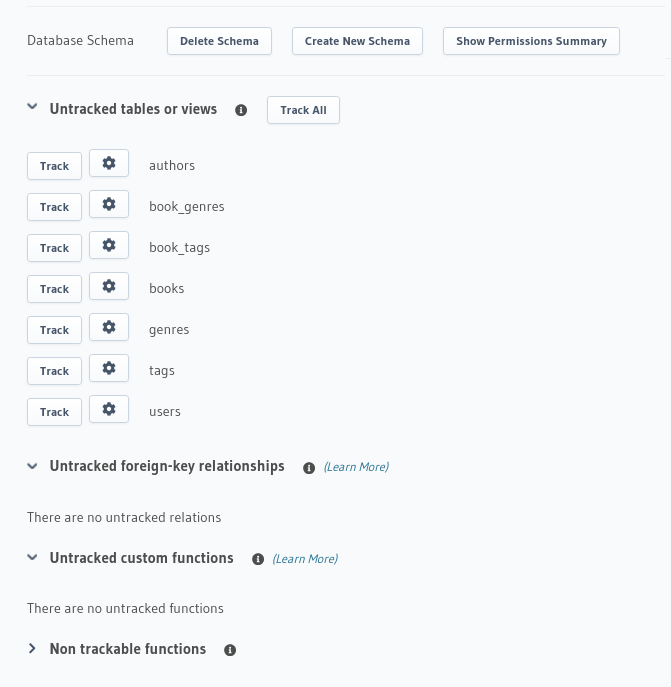 Database Schema Delete Schema Create New Schema Show Permissions Summary
Untracked tables or views Track All
Track authors
Track book_genres
Track book_tags
Track books
Track genres
Track tags
Track users
Untracked foreign-key relationships (Learn More)
There are no untracked relations
Untracked custom functions (Learn More)
There are no untracked functions
Non trackable functions